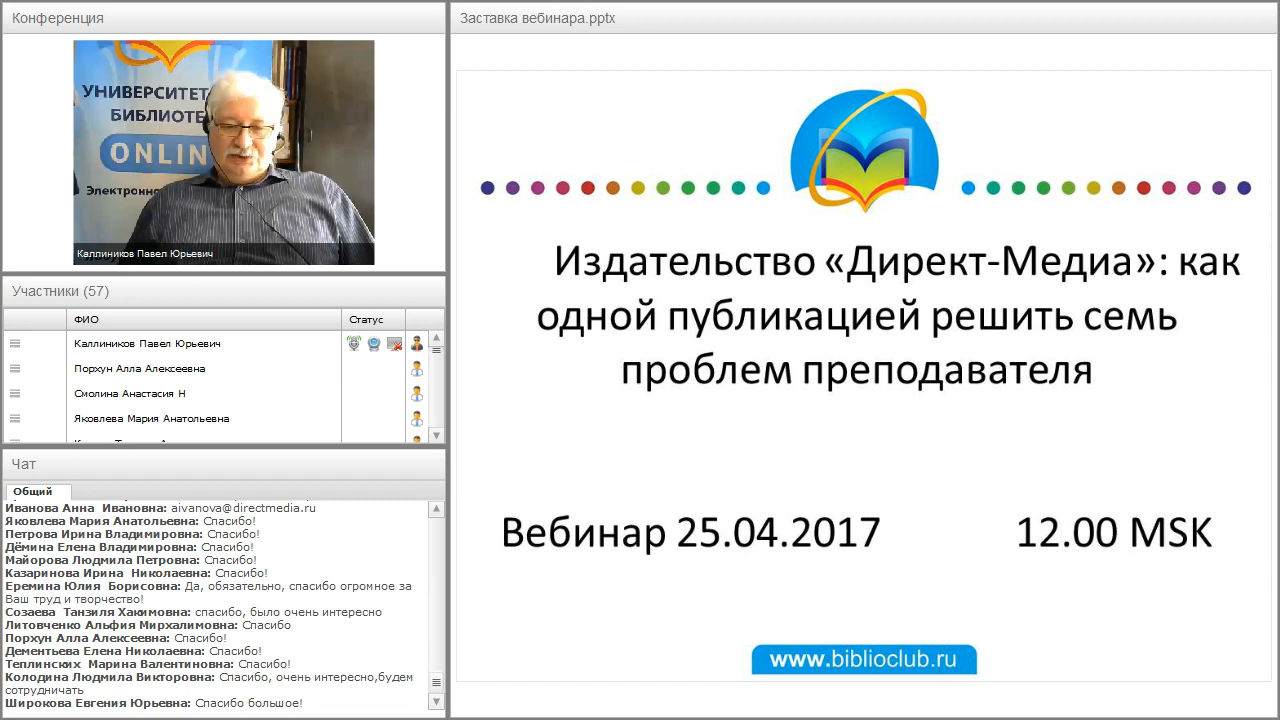 Конференция
УНИВЕРСИТЕТ
БИБЛИОТЕ
ONLIN
Электронно
Каллиников Павел Юрьевич
Участники (57)
ФИО Статус
Каллиников Павел Юрьевич
Порхун Алла Алексеевна
Смолина Анастасия Н
Яковлева Мария Анатольевна
Чат
Общий
Иванова Анна Ивановна: aivanova@directmedia.ru
Яковлева Мария Анатольевна: Спасибо!
Петрова Ирина Владимировна: Спасибо!
Дёмина Елена Владимировна: Спасибо!
Майорова Людмила Петровна: Спасибо!
Казаринова Ирина Николаевна: Спасибо!
Еремина Юлия Борисовна: Да, обязательно, спасибо огромное за
Ваш труд и творчество!
Созаева Танзиля Хакимовна: спасибо, было очень интересно
Литовченко Альфия Мирхалимовна: Спасибо
Порхун Алла Алексеевна: Спасибо!
Дементьева Елена Николаевна: Спасибо!
Теплинских Марина Валентиновна: Спасибо!
Колодина Людмила Викторовна: Спасибо, очень интересно,будем
сотрудничать
Широкова Евгения Юрьевна: Спасибо большое!
Заставка вебинара.pptx
Издательство «Директ-Медиа»: как
одной публикацией решить семь
проблем преподавателя
Вебинар 25.04.2017 12.00 MSK
www.biblioclub.ru